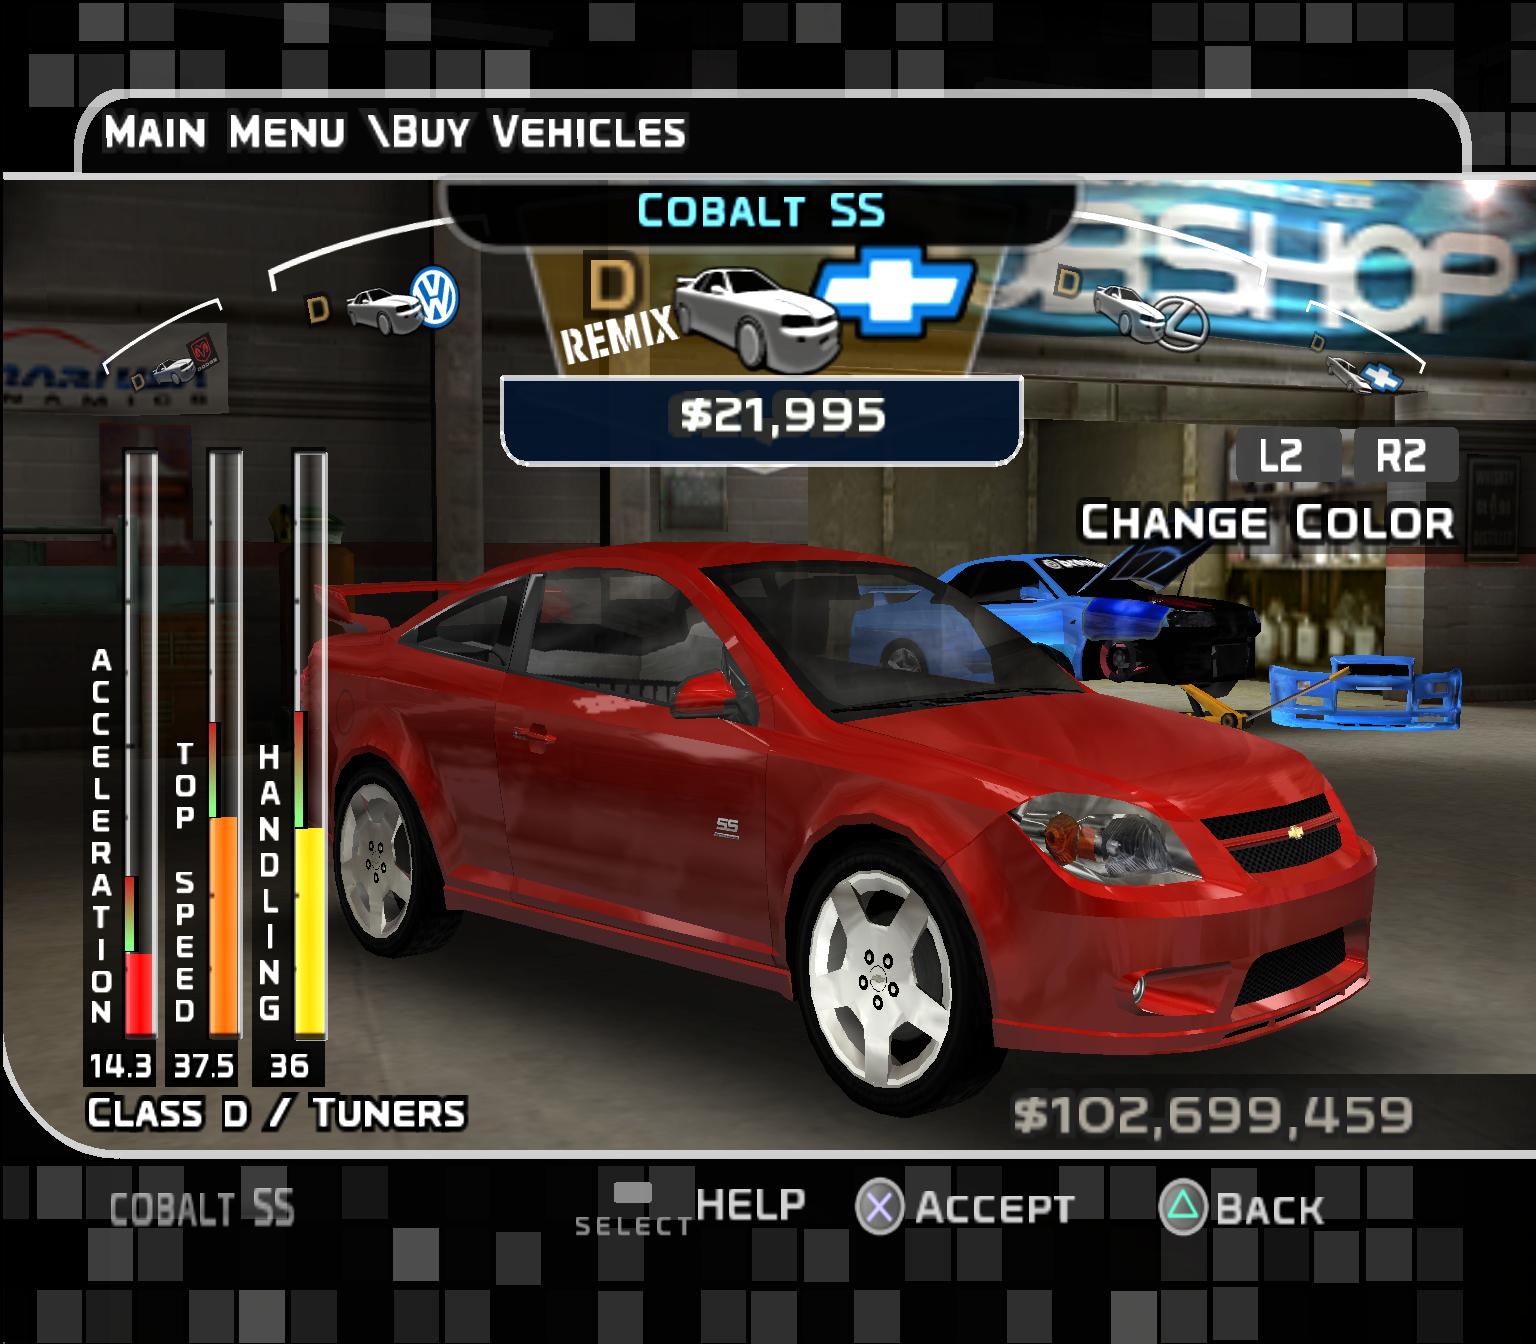 MAIN MENU \BUY VEHICLES
COBALT SS
D
D
REMIX
D
D
D
DODGE
$21,995
L2 R2
CHANGE COLOR
SS
ACCELERATION
TOP SPEED
HANDLING
14.3 37.5 36
CLASS D / TUNERS
$102,699,459
COBALT SS
SELECT HELP
ACCEPT
BACK